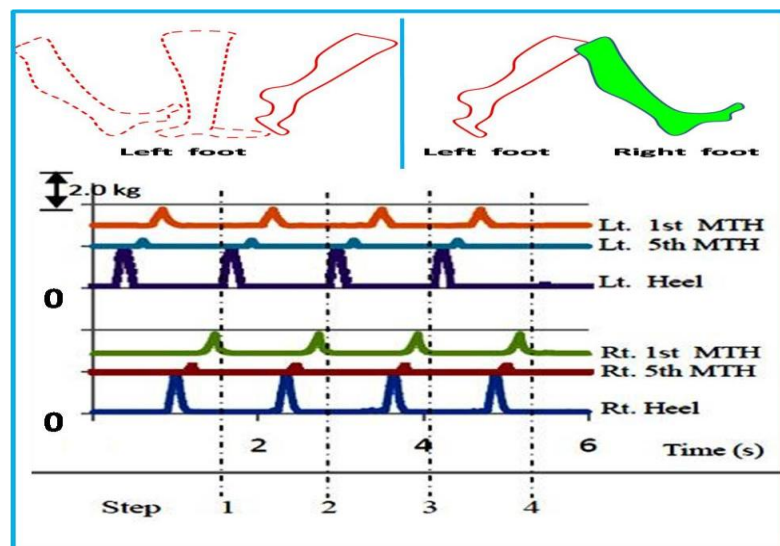 Left foot
Left foot Right foot
2.0 kg
Lt. 1st MTH
Lt. 5th MTH
Lt. Heel
0
Rt. 1st MTH
Rt. 5th MTH
Rt. Heel
0
2 4 6 Time (s)
Step 1 2 3 4